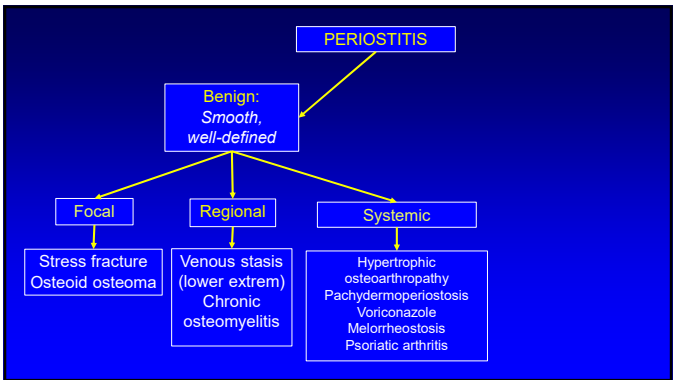 PERIOSTITIS
Benign:
Smooth,
well-defined
Focal
Regional
Systemic
Stress fracture
Osteoid osteoma
Venous stasis
(lower extrem)
Chronic
osteomyelitis
Hypertrophic
osteoarthropathy
Pachydermoperiostosis
Voriconazole
Melorrheostosis
Psoriatic arthritis